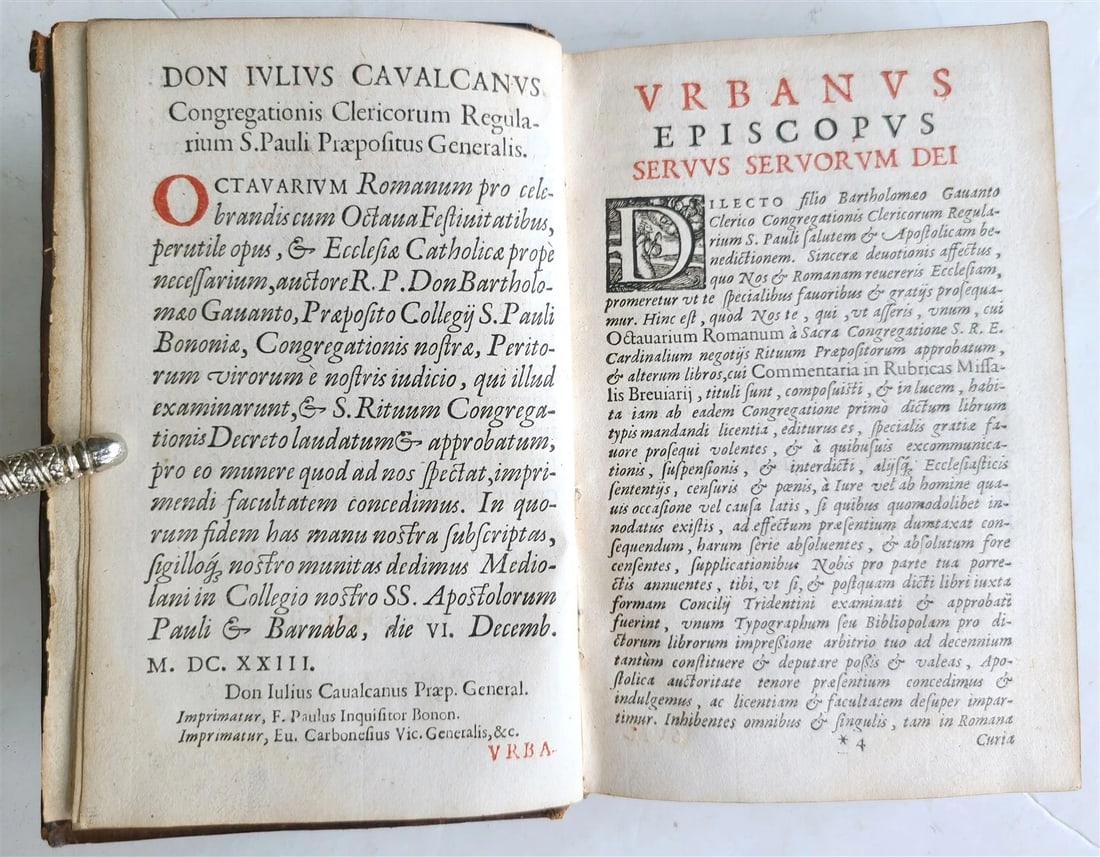 DON IVLIVS CAVALCANVS
Congregationis Clericorum Regula-
rium S. Pauli Præpositus Generalis.
OCTAVARIVM Romanum pro cele-
brandis cum Octaua Festiuitatibus,
perutile opus, & Ecclesiæ Catholicæ propè
necessarium, auctore R. P. Don Bartholo-
mæo Gauanto, Præposito Collegij S. Pauli
Bononiæ, Congregationis nostræ, Perito-
rum virorum è nostris iudicio, qui illud
examinarunt, & S. Rituum Congrega-
tionis Decreto laudatum & approbatum,
pro eo munere quod ad nos spectat, impri-
mendi facultatem concedimus. In quo-
rum fidem has manu nostra subscriptas,
sigilloq́; nostro munitas dedimus Medio-
lani in Collegio nostro SS. Apostolorum
Pauli & Barnabæ, die VI. Decemb.
M. DC. XXIII.
Don Iulius Caualcanus Præp. General.
Imprimatur, F. Paulus Inquisitor Bonon.
Imprimatur, Eu. Carbonesius Vic. Generalis, &c.
VRBA-
VRBANVS
EPISCOPVS
SERVVS SERVORVM DEI
DILECTO filio Bartholomæo Gauanto
Clerico Congregationis Clericorum Regula-
rium S. Pauli salutem & Apostolicam be-
nedictionem. Sinceræ deuotionis affectus,
quo Nos & Romanam reuereris Ecclesiam,
promeretur vt te specialibus fauoribus & gratijs prosequa-
mur. Hinc est, quod Nos te, qui, vt asseris, vnum, cui
Octauarium Romanum à Sacra Congregatione S. R. E.
Cardinalium negotijs Rituum Præpositorum approbatum,
& alterum libros, cui Commentaria in Rubricas Missa-
lis Breuiarij, tituli sunt, composuisti, & in lucem, habi-
ta iam ab eadem Congregatione primo dictum librum
typis mandandi licentia, editurus es, specialis gratiæ fa-
uore prosequi volentes, & à quibusuis excommunica-
tionis, suspensionis, & interdicti, alijsq́; Ecclesiasticis
sententijs, censuris & pœnis, à Iure vel ab homine qua-
uis occasione vel causa latis, si quibus quomodolibet in-
nodatus existis, ad effectum præsentium dumtaxat con-
sequendum, harum serie absoluentes, & absolutum fore
censentes, supplicationibus Nobis pro parte tua porre-
ctis annuentes, tibi, vt si, & postquam dicti libri iuxta
formam Concilij Tridentini examinati & approbati
fuerint, vnum Typographum seu Bibliopolam pro di-
ctorum librorum impreßione arbitrio tuo ad decennium
tantùm constituere & deputare poßis & valeas, Apo-
stolica auctoritate tenore præsentium concedimus &
indulgemus, ac licentiam & facultatem desuper impar-
timur. Inhibentes omnibus & singulis, tam in Romana
* 4 Curia